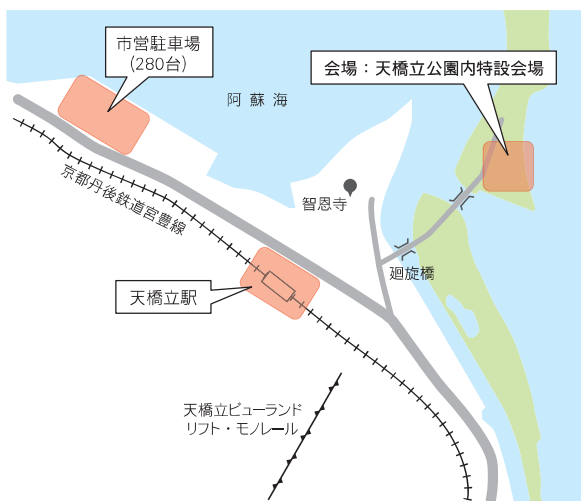 市営駐車場
(280台)
会場：天橋立公園内特設会場
阿蘇海
京都丹後鉄道宮豊線
智恩寺
廻旋橋
天橋立駅
天橋立ビューランド
リフト・モノレール